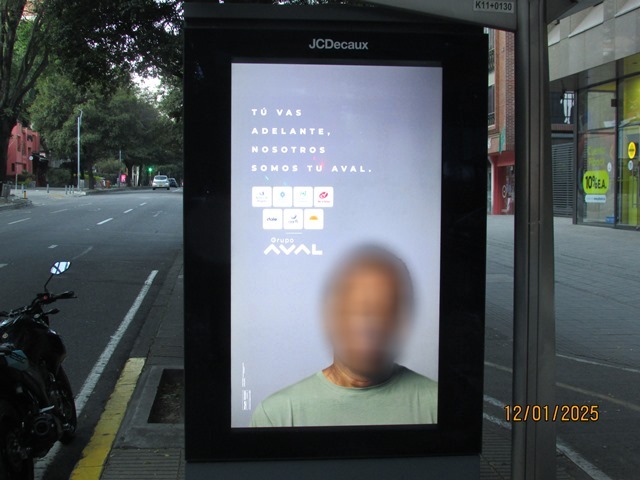 K11+0130
JCDecaux
TÚ VAS
ADELANTE,
NOSOTROS
SOMOS TU AVAL.
Grupo
AVAL
10% E.A.
12/01/2025